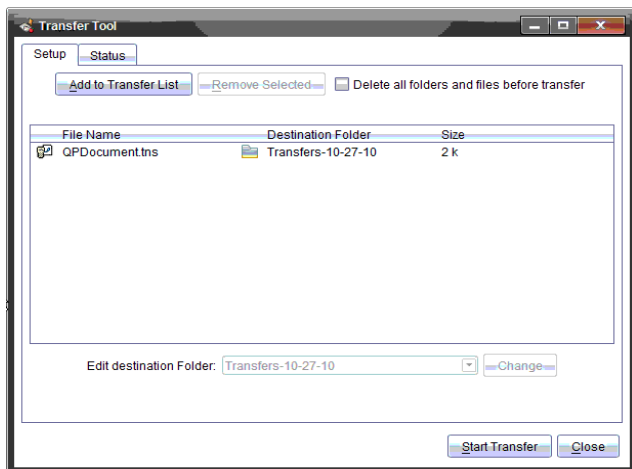 Transfer Tool
Setup Status
Add to Transfer List Remove Selected Delete all folders and files before transfer
File Name Destination Folder Size
QPDocument.tns Transfers-10-27-10 2 k
Edit destination Folder: Transfers-10-27-10 Change
Start Transfer Close